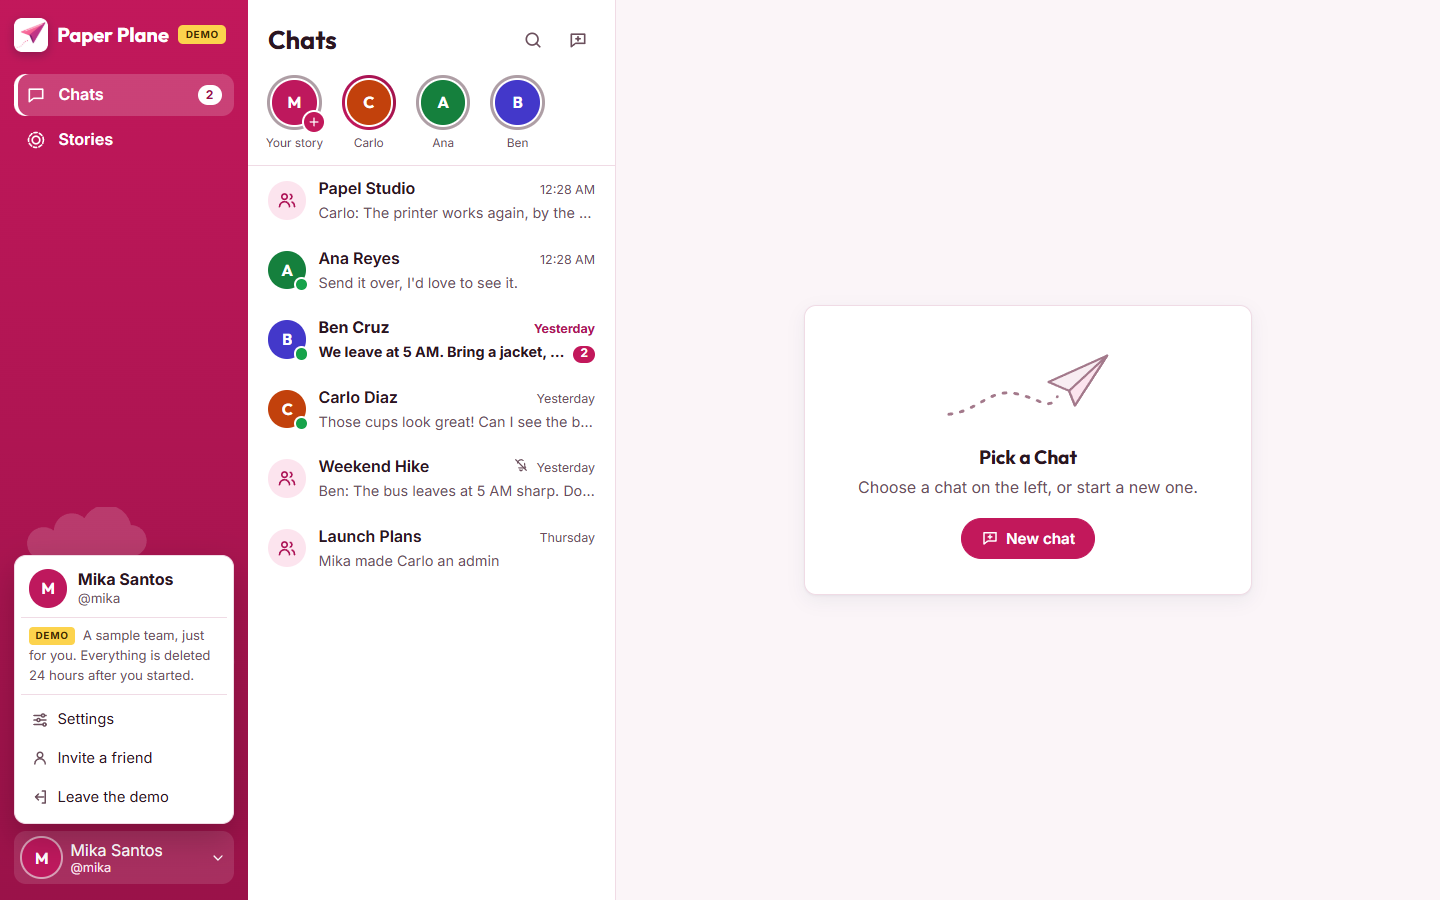 Paper Plane DEMO
Chats 2
Stories
M Mika Santos
@mika
DEMO A sample team, just
for you. Everything is deleted
24 hours after you started.
Settings
Invite a friend
Leave the demo
M Mika Santos
@mika
Chats
M C A B
Your story Carlo Ana Ben
Papel Studio 12:28 AM
Carlo: The printer works again, by the ...
A Ana Reyes 12:28 AM
Send it over, I'd love to see it.
B Ben Cruz Yesterday
We leave at 5 AM. Bring a jacket, ... 2
C Carlo Diaz Yesterday
Those cups look great! Can I see the b...
Weekend Hike Yesterday
Ben: The bus leaves at 5 AM sharp. Do...
Launch Plans Thursday
Mika made Carlo an admin
Pick a Chat
Choose a chat on the left, or start a new one.
New chat